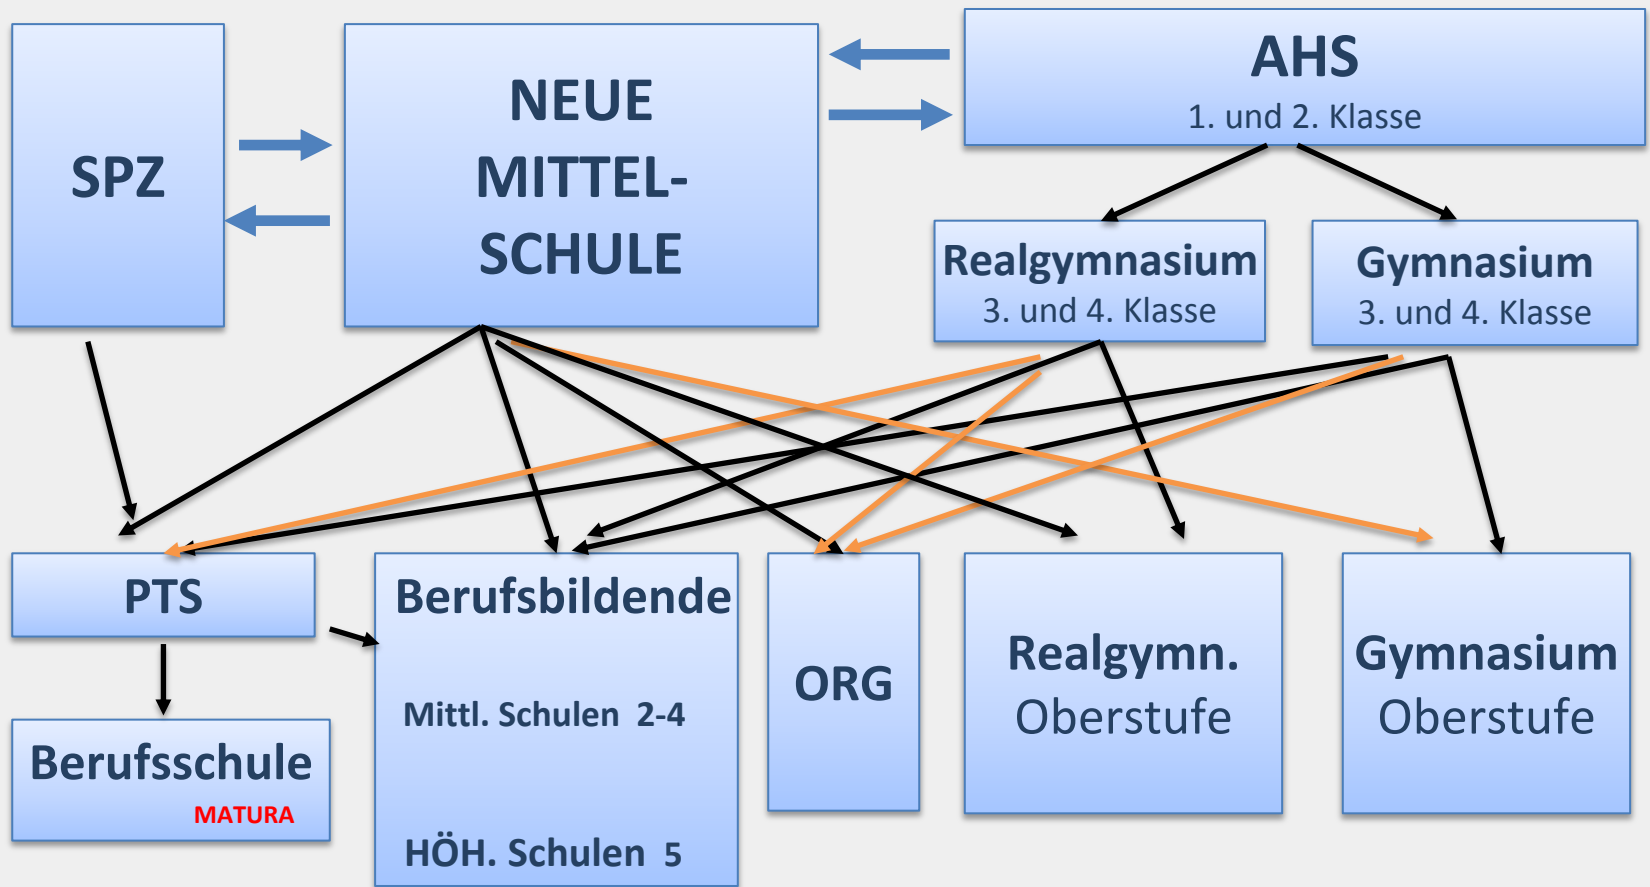 SPZ
NEUE
MITTEL-
SCHULE
AHS
1. und 2. Klasse
Realgymnasium
3. und 4. Klasse
Gymnasium
3. und 4. Klasse
PTS
Berufsschule
MATURA
Berufsbildende
Mittl. Schulen 2-4
HÖH. Schulen 5
ORG
Realgymn.
Oberstufe
Gymnasium
Oberstufe